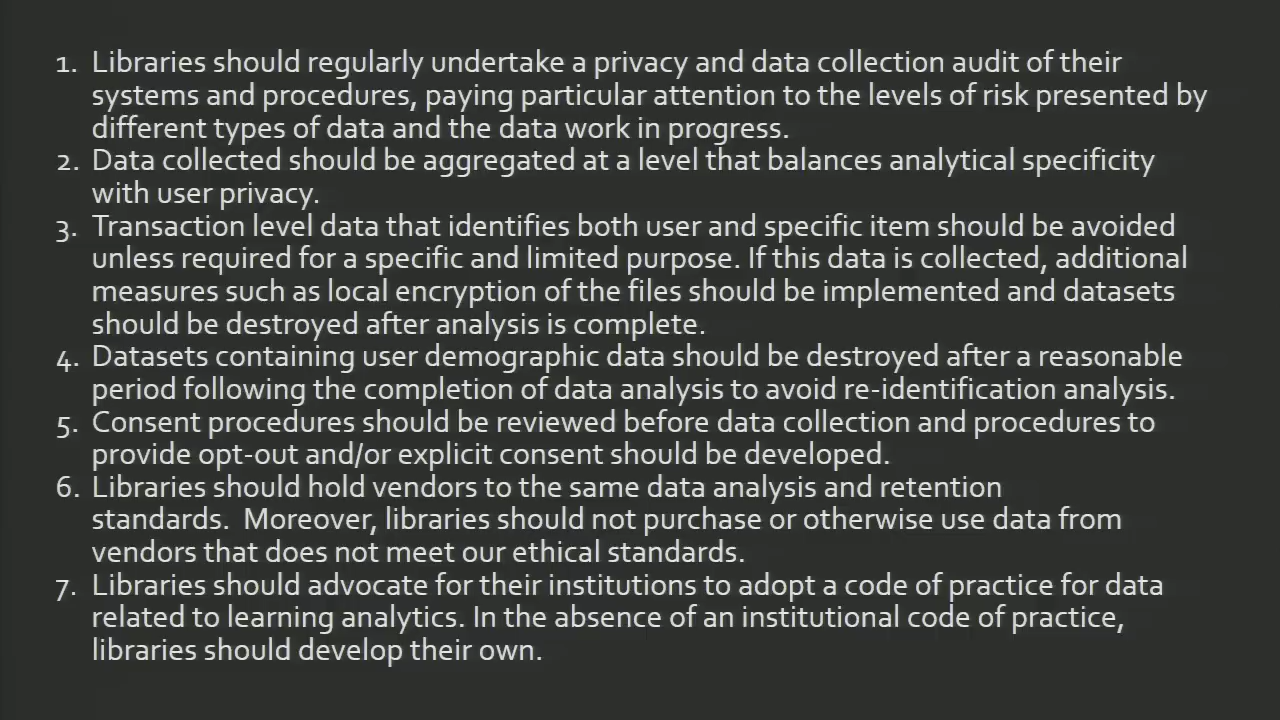 1. Libraries should regularly undertake a privacy and data collection audit of their
systems and procedures, paying particular attention to the levels of risk presented by
different types of data and the data work in progress.
2. Data collected should be aggregated at a level that balances analytical specificity
with user privacy.
3. Transaction level data that identifies both user and specific item should be avoided
unless required for a specific and limited purpose. If this data is collected, additional
measures such as local encryption of the files should be implemented and datasets
should be destroyed after analysis is complete.
4. Datasets containing user demographic data should be destroyed after a reasonable
period following the completion of data analysis to avoid re-identification analysis.
5. Consent procedures should be reviewed before data collection and procedures to
provide opt-out and/or explicit consent should be developed.
6. Libraries should hold vendors to the same data analysis and retention
standards.  Moreover, libraries should not purchase or otherwise use data from
vendors that does not meet our ethical standards.
7. Libraries should advocate for their institutions to adopt a code of practice for data
related to learning analytics. In the absence of an institutional code of practice,
libraries should develop their own.